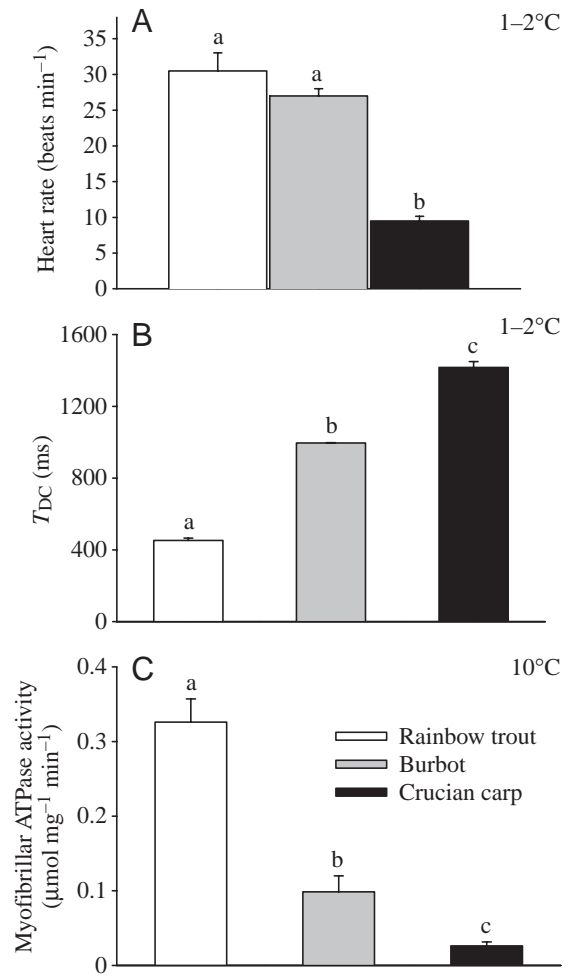 A
1–2°C
Heart rate (beats min⁻¹)
35
30
25
20
15
10
5
0
a
a
b
B
1–2°C
T_DC (ms)
1600
1200
800
400
0
a
b
c
C
10°C
Myofibrillar ATPase activity
(μmol mg⁻¹ min⁻¹)
0.4
0.3
0.2
0.1
0
a
b
c
Rainbow trout
Burbot
Crucian carp